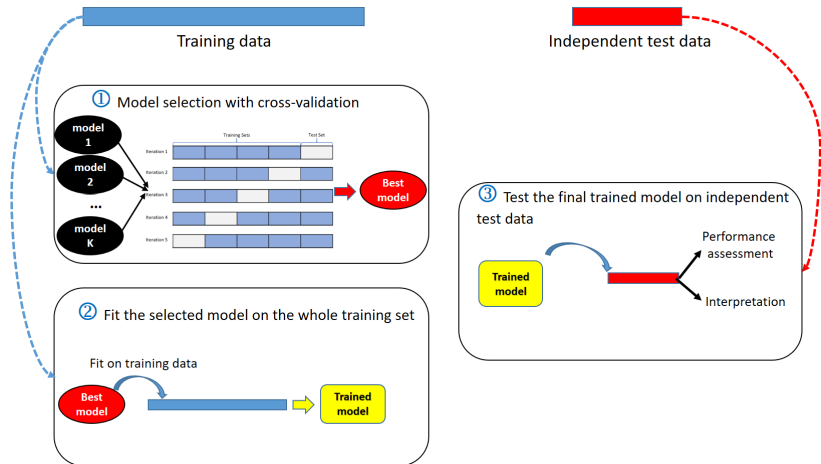 Training data
Independent test data
① Model selection with cross-validation
model
1
model
2
...
model
K
Training Sets
Test Set
Iteration 1
Iteration 2
Iteration 3
Iteration 4
Iteration 5
Best
model
② Fit the selected model on the whole training set
Fit on training data
Best
model
Trained
model
③ Test the final trained model on independent
test data
Trained
model
Performance
assessment
Interpretation